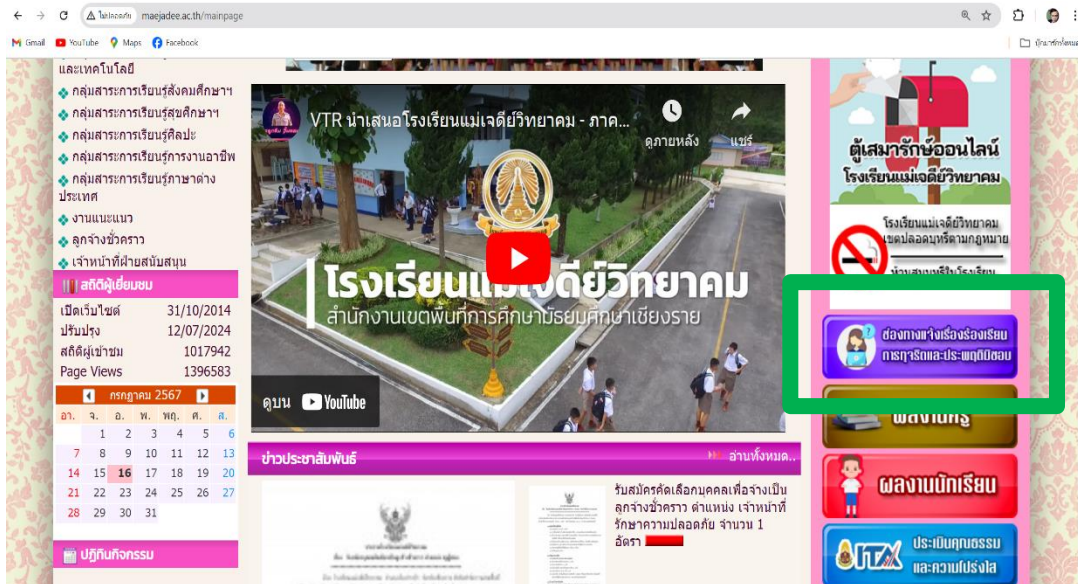 ไม่ปลอดภัย maejadee.ac.th/mainpage
Gmail YouTube Maps Facebook
และเทคโนโลยี
กลุ่มสาระการเรียนรู้สังคมศึกษาฯ
กลุ่มสาระการเรียนรู้สุขศึกษาฯ
กลุ่มสาระการเรียนรู้ศิลปะ
กลุ่มสาระการเรียนรู้การงานอาชีพ
กลุ่มสาระการเรียนรู้ภาษาต่าง
ประเทศ
งานแนะแนว
ลูกจ้างชั่วคราว
เจ้าหน้าที่ฝ่ายสนับสนุน
สถิติผู้เยี่ยมชม
เปิดเว็บไซต์ 31/10/2014
ปรับปรุง 12/07/2024
สถิติผู้เข้าชม 1017942
Page Views 1396583
กรกฎาคม 2567
อา. จ. อ. พ. พฤ. ศ. ส.
1 2 3 4 5 6
7 8 9 10 11 12 13
14 15 16 17 18 19 20
21 22 23 24 25 26 27
28 29 30 31
ปฏิทินกิจกรรม
VTR นำเสนอโรงเรียนแม่เจดีย์วิทยาคม - ภาค...
ดูภายหลัง แชร์
โรงเรียนแม่เจดีย์วิทยาคม
สำนักงานเขตพื้นที่การศึกษามัธยมศึกษาเชียงราย
ดูบน YouTube
ข่าวประชาสัมพันธ์ อ่านทั้งหมด..
รับสมัครคัดเลือกบุคคลเพื่อจ้างเป็น
ลูกจ้างชั่วคราว ตำแหน่ง เจ้าหน้าที่
รักษาความปลอดภัย จำนวน 1
อัตรา
ตู้เสมารักษ์ออนไลน์
โรงเรียนแม่เจดีย์วิทยาคม
โรงเรียนแม่เจดีย์วิทยาคม
เขตปลอดบุหรี่ตามกฎหมาย
ห้ามสูบบุหรี่ในโรงเรียน
ช่องทางแจ้งเรื่องร้องเรียน
การทุจริตและประพฤติมิชอบ
ผลงานครู
ผลงานนักเรียน
ITA ประเมินคุณธรรม
และความโปร่งใส